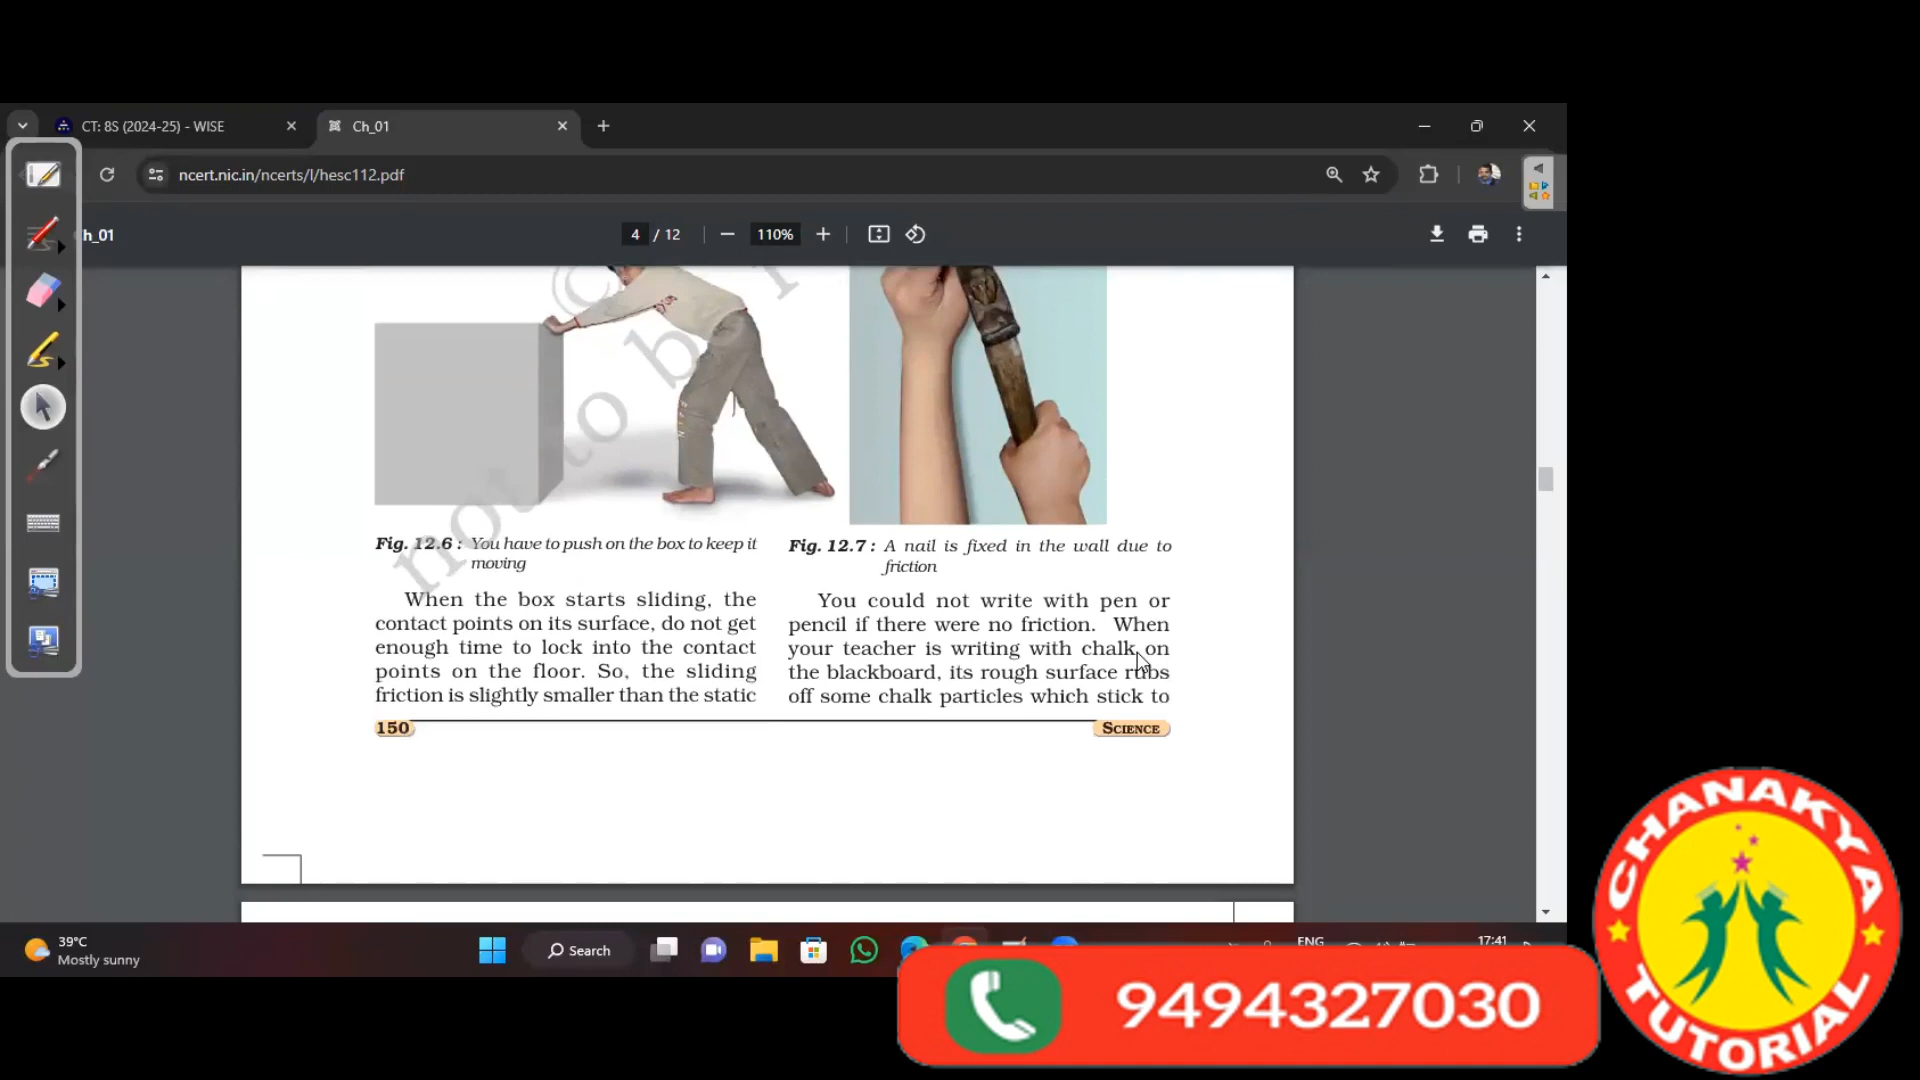 CT: 8S (2024-25) - WISE
Ch_01
ncert.nic.in/ncerts/l/hesc112.pdf
h_01
4 / 12
110%
©
not to b
Fig. 12.6 : You have to push on the box to keep it
moving
When the box starts sliding, the
contact points on its surface, do not get
enough time to lock into the contact
points on the floor. So, the sliding
friction is slightly smaller than the static
Fig. 12.7 : A nail is fixed in the wall due to
friction
You could not write with pen or
pencil if there were no friction. When
your teacher is writing with chalk on
the blackboard, its rough surface rubs
off some chalk particles which stick to
150
SCIENCE
39°C
Mostly sunny
Search
ENG
17:41
9494327030
CHANAKYA
TUTORIAL